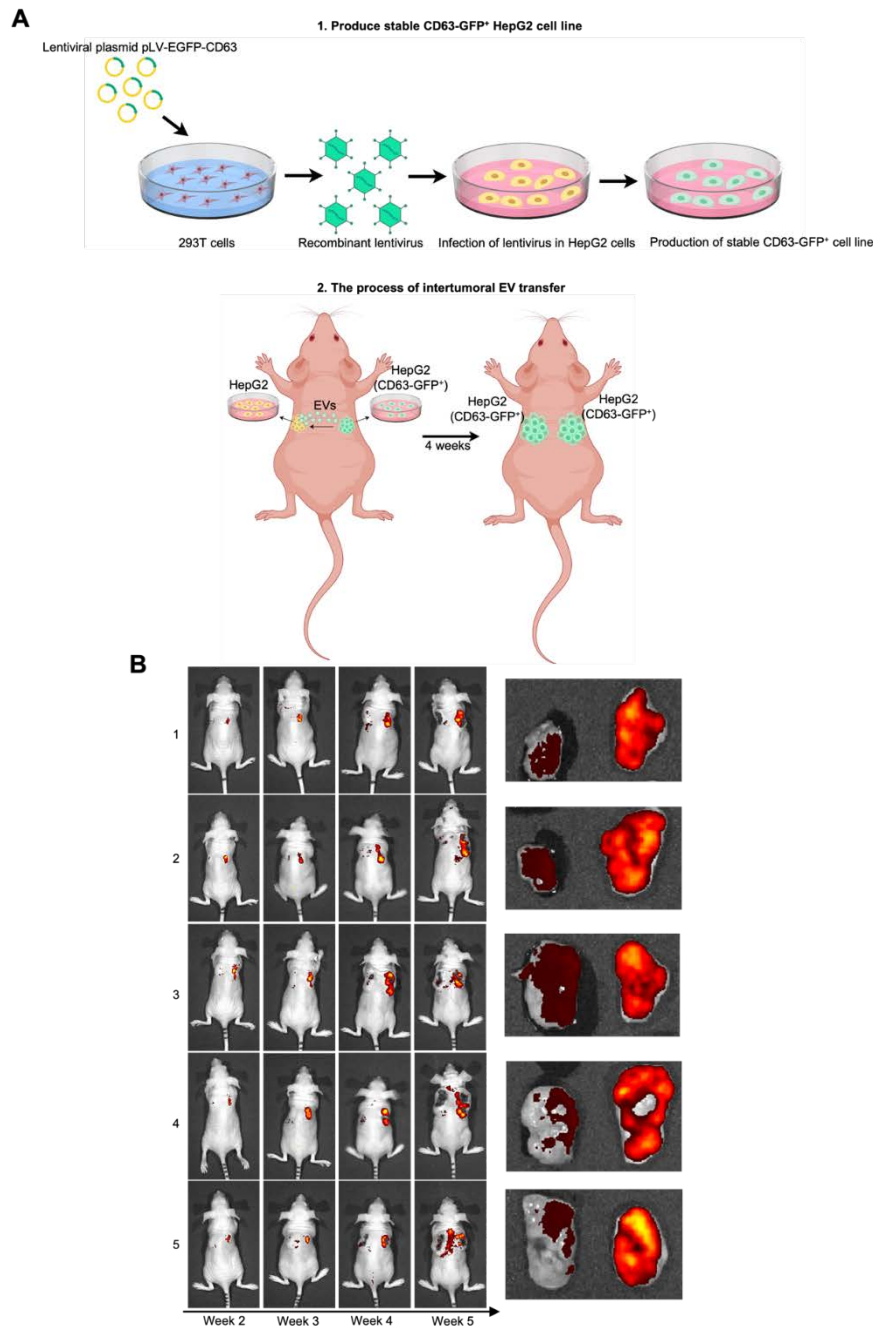 A
1. Produce stable CD63-GFP⁺ HepG2 cell line
Lentiviral plasmid pLV-EGFP-CD63
293T cells
Recombinant lentivirus
Infection of lentivirus in HepG2 cells
Production of stable CD63-GFP⁺ cell line
2. The process of intertumoral EV transfer
HepG2
EVs
HepG2
(CD63-GFP⁺)
4 weeks
HepG2
(CD63-GFP⁺)
HepG2
(CD63-GFP⁺)
B
1
2
3
4
5
Week 2
Week 3
Week 4
Week 5